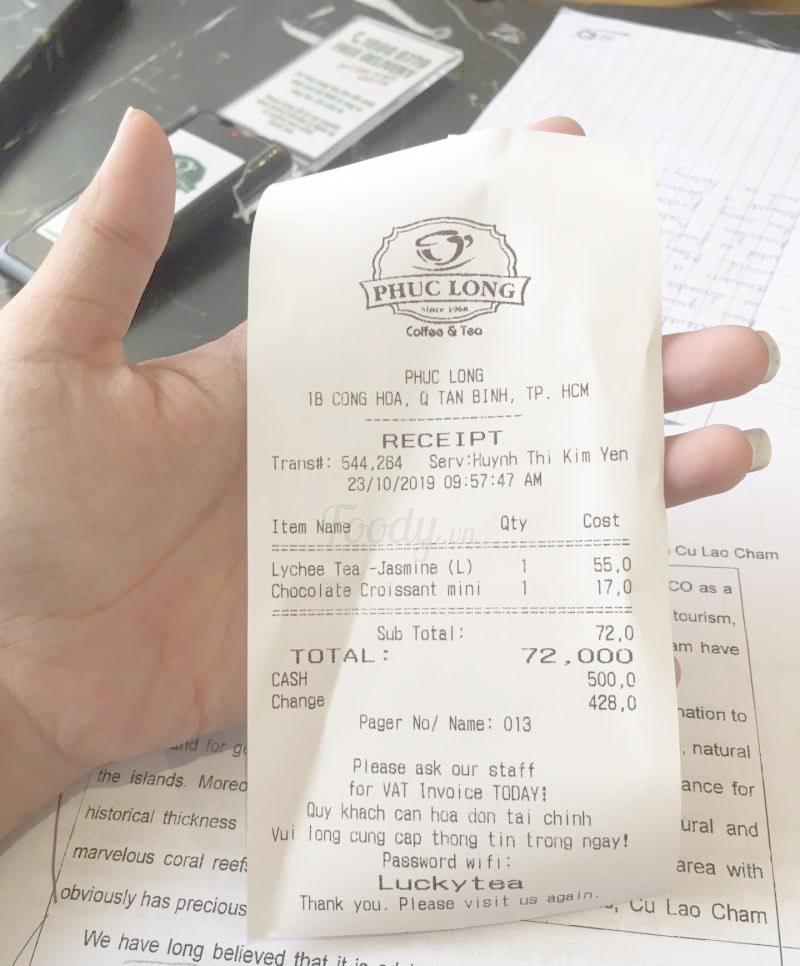 PHUC LONG
Since 1968
Coffee & Tea
PHUC LONG
1B CONG HOA, Q TAN BINH, TP. HCM
RECEIPT
Trans#: 544,264 Serv:Huynh Thi Kim Yen
23/10/2019 09:57:47 AM
Foody.vn
Item Name Qty Cost
Lychee Tea -Jasmine (L) 1 55,0
Chocolate Croissant mini 1 17,0
Sub Total: 72,0
TOTAL: 72,000
CASH 500,0
Change 428,0
Pager No/ Name: 013
Please ask our staff
for VAT Invoice TODAY!
Quy khach can hoa don tai chinh
Vui long cung cap thong tin trong ngay!
Password wifi:
Luckytea
Thank you. Please visit us again.
Cu Lao Cham
CO as a
tourism,
am have
nation to
, natural
ance for
ural and
area with
, Cu Lao Cham
and for ge
the islands. Moreo
historical thickness
marvelous coral reef
obviously has precious
We have long believed that it is